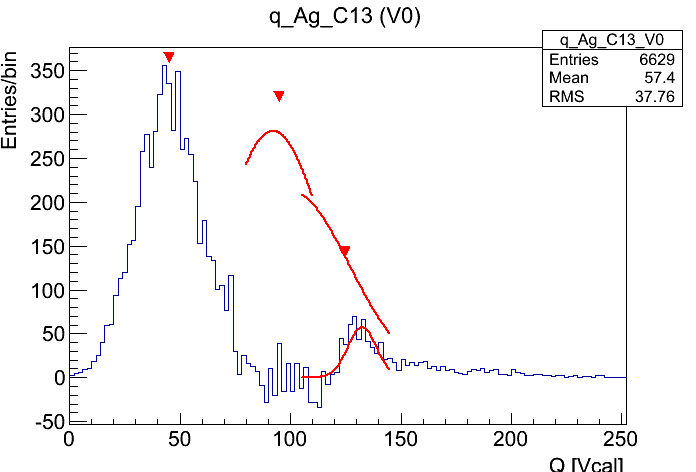 q_Ag_C13 (V0)
q_Ag_C13_V0
Entries 6629
Mean 57.4
RMS 37.76
Entries/bin
350
300
250
200
150
100
50
0
-50
0 50 100 150 200 250
Q [Vcal]